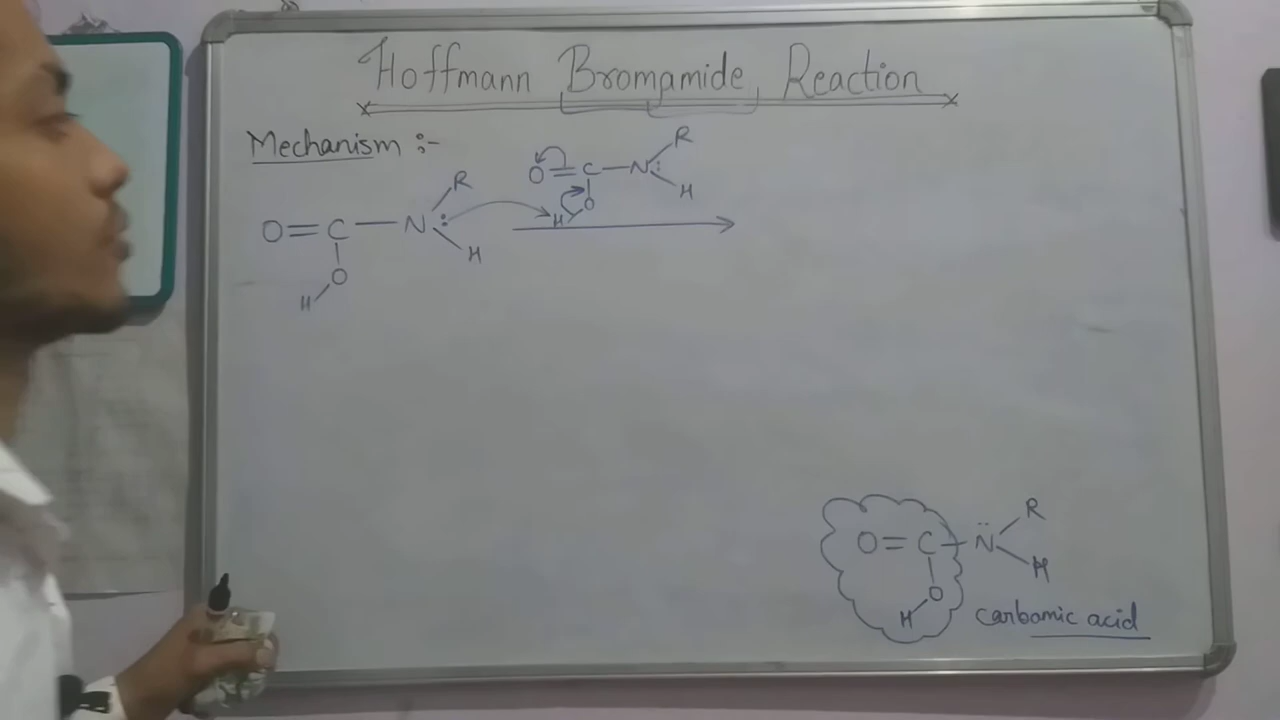 Hoffmann Bromamide Reaction
Mechanism :-
R
O=C—N:
H
O
H
R
O=C—N:
H
O
H
R
O=C—N̈
H
O
H
carbamic acid